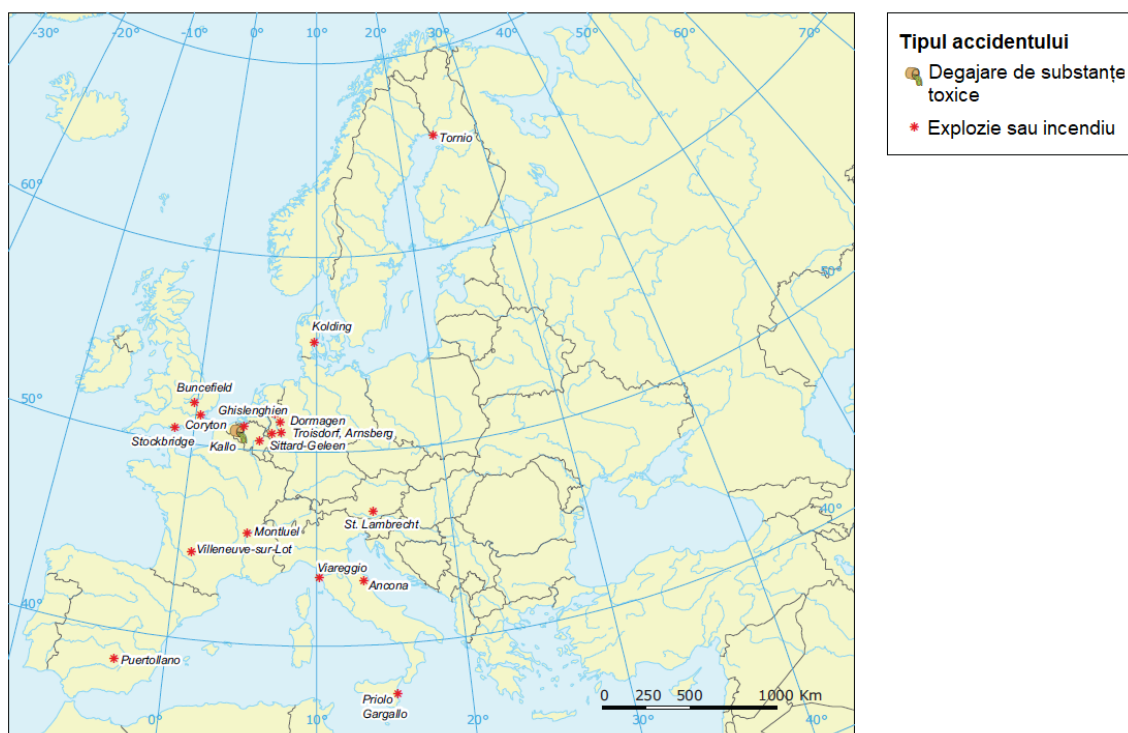 -30°
-20°
-10°
0°
10°
20°
30°
40°
50°
60°
70°
60°
50°
50°
40°
40°
0°
10°
20°
30°
40°
Tornio
Kolding
Buncefield
Ghislenghien
Coryton
Dormagen
Stockbridge
Troisdorf, Arnsberg
Kallo
Sittard-Geleen
St. Lambrecht
Montluel
Villeneuve-sur-Lot
Viareggio
Ancona
Puertollano
Priolo
Gargallo
0 250 500 1000 Km
Tipul accidentului
Degajare de substanțe
toxice
Explozie sau incendiu